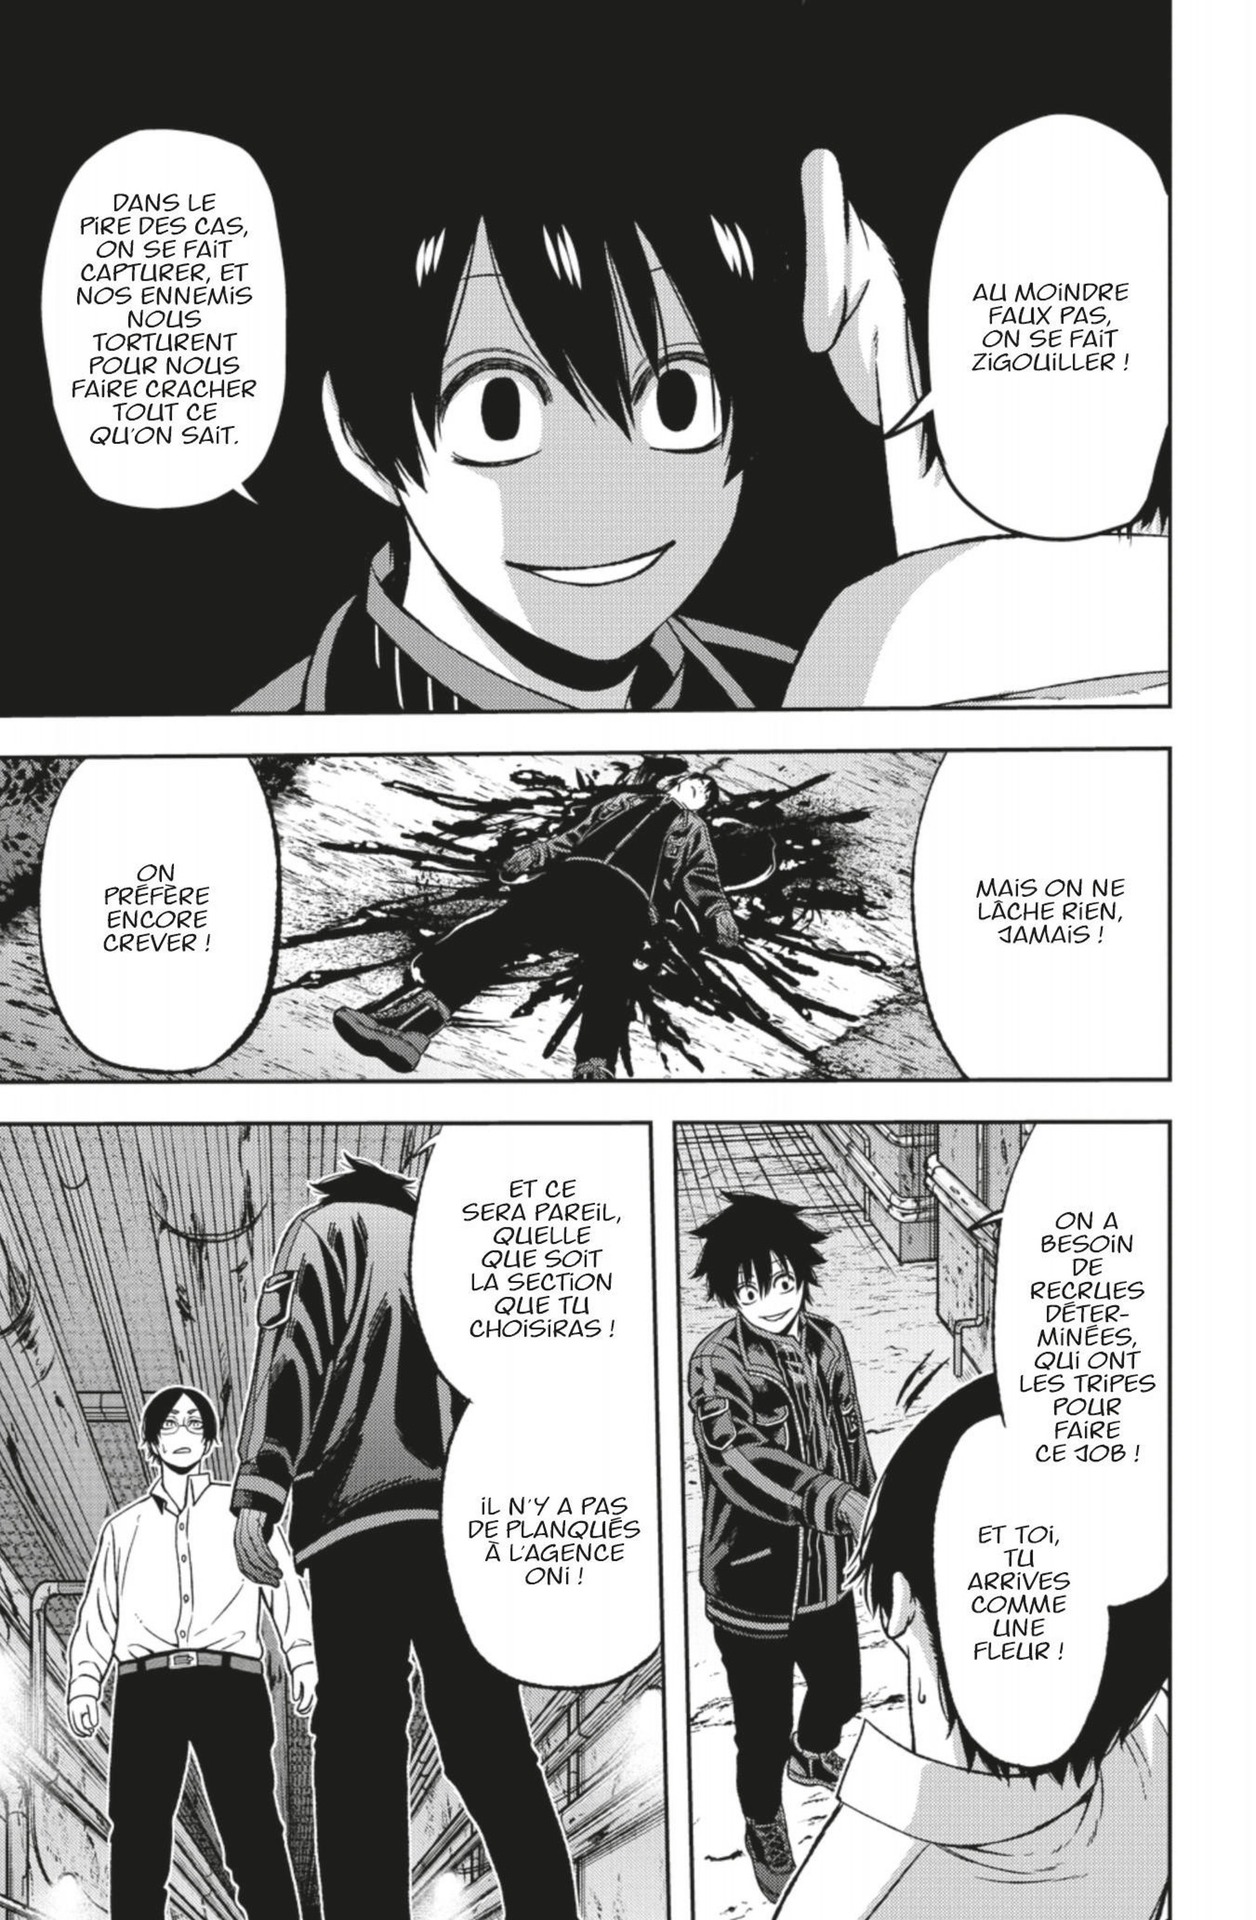 AU MOINDRE
FAUX PAS,
ON SE FAIT
ZIGOUILLER !
DANS LE
PIRE DES CAS,
ON SE FAIT
CAPTURER, ET
NOS ENNEMIS
NOUS
TORTURENT
POUR NOUS
FAIRE CRACHER
TOUT CE
QU'ON SAIT.
MAIS ON NE
LÂCHE RIEN,
JAMAIS !
ON
PRÉFÈRE
ENCORE
CREVER !
ON A
BESOIN
DE
RECRUES
DÉTER-
MINÉES,
QUI ONT
LES TRIPES
POUR
FAIRE
CE JOB !
ET TOI,
TU
ARRIVES
COMME
UNE
FLEUR !
ET CE
SERA PAREIL,
QUELLE
QUE SOIT
LA SECTION
QUE TU
CHOISIRAS !
IL N'Y A PAS
DE PLANQUÉS
À L'AGENCE
ONI !